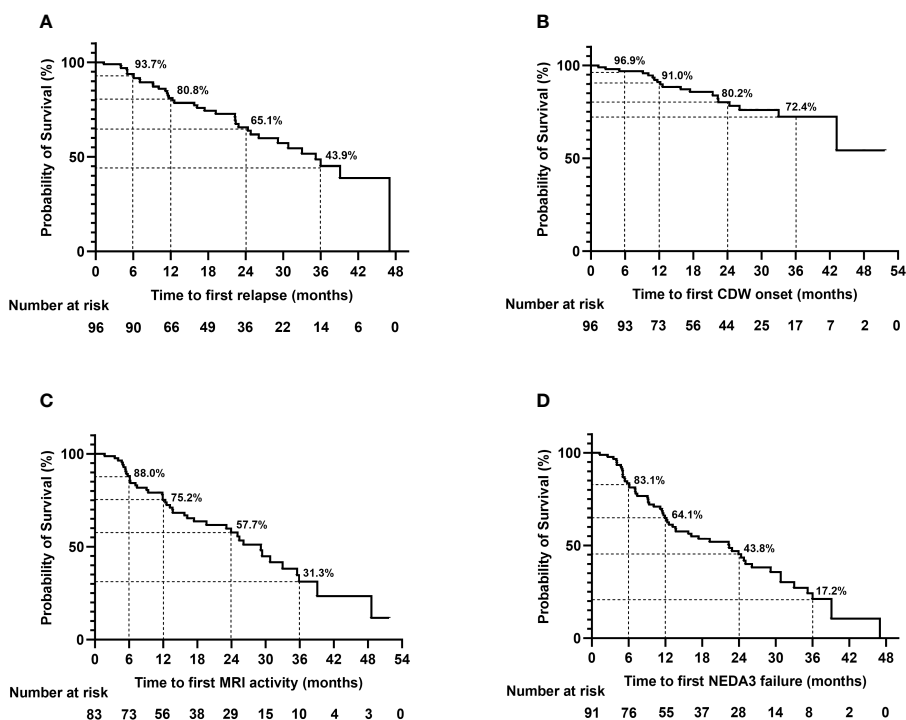 A
Probability of Survival (%)
100
50
0
93.7%
80.8%
65.1%
43.9%
0 6 12 18 24 30 36 42 48
Time to first relapse (months)
Number at risk
96 90 66 49 36 22 14 6 0
B
Probability of Survival (%)
100
50
0
96.9%
91.0%
80.2%
72.4%
0 6 12 18 24 30 36 42 48 54
Time to first CDW onset (months)
Number at risk
96 93 73 56 44 25 17 7 2 0
C
Probability of Survival (%)
100
50
0
88.0%
75.2%
57.7%
31.3%
0 6 12 18 24 30 36 42 48 54
Time to first MRI activity (months)
Number at risk
83 73 56 38 29 15 10 4 3 0
D
Probability of Survival (%)
100
50
0
83.1%
64.1%
43.8%
17.2%
0 6 12 18 24 30 36 42 48
Time to first NEDA3 failure (months)
Number at risk
91 76 55 37 28 14 8 2 0